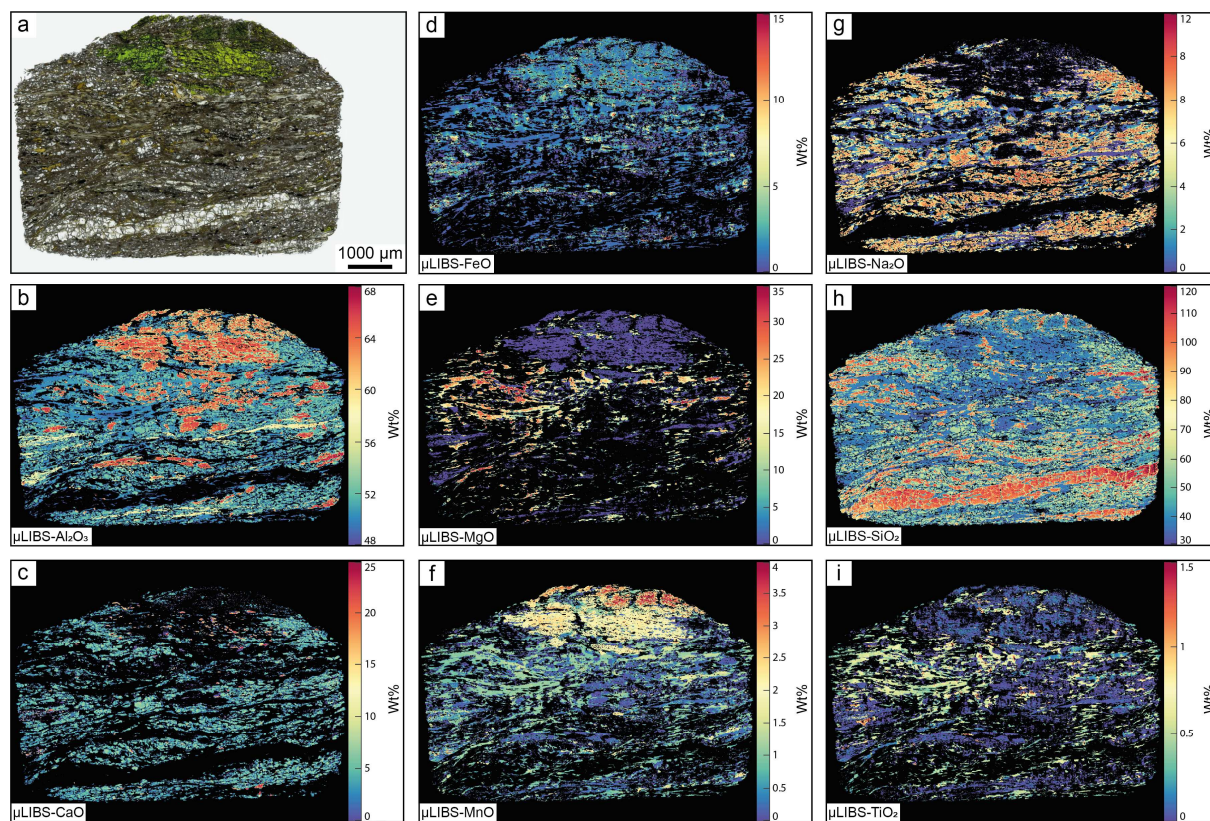 a
1000 µm
d
15
10
5
0
Wt%
µLIBS-FeO
g
12
10
8
6
4
2
0
Wt%
µLIBS-Na₂O
b
68
64
60
56
52
48
Wt%
µLIBS-Al₂O₃
e
35
30
25
20
15
10
5
0
Wt%
µLIBS-MgO
h
120
110
100
90
80
70
60
50
40
30
Wt%
µLIBS-SiO₂
c
25
20
15
10
5
0
Wt%
µLIBS-CaO
f
4
3.5
3
2.5
2
1.5
1
0.5
0
Wt%
µLIBS-MnO
i
1.5
1
0.5
0
Wt%
µLIBS-TiO₂